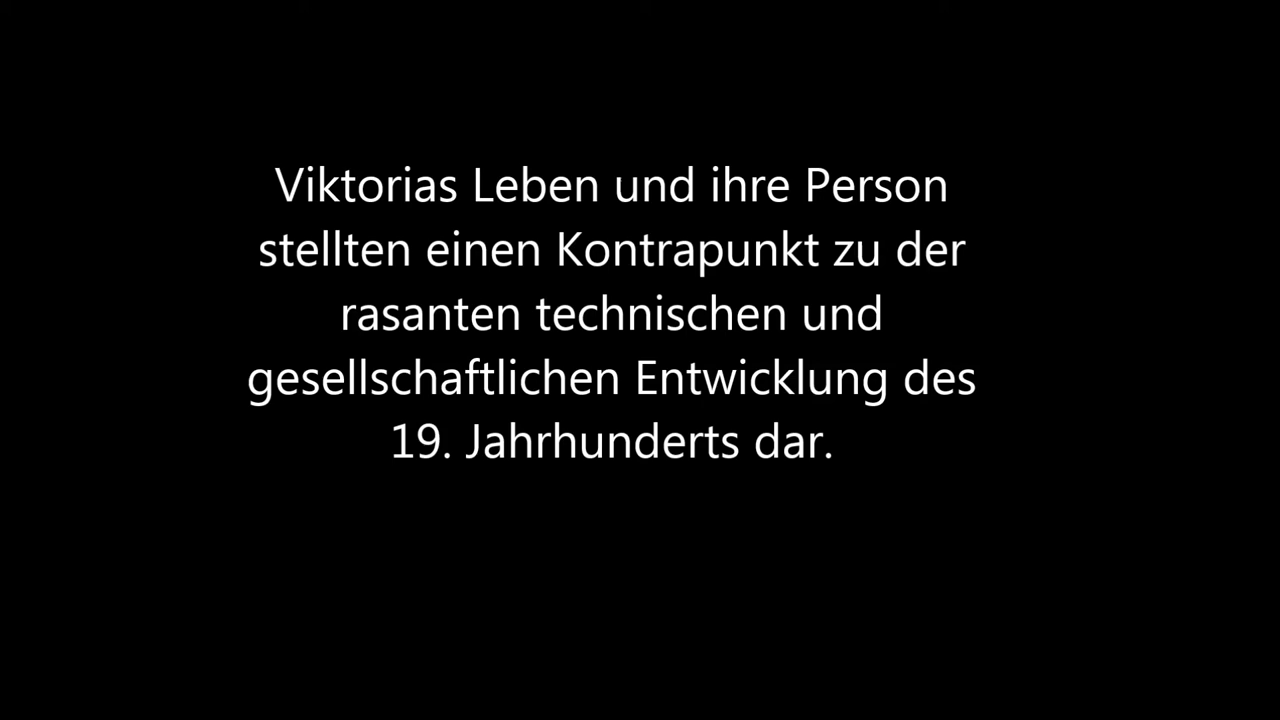 Viktorias Leben und ihre Person
stellten einen Kontrapunkt zu der
rasanten technischen und
gesellschaftlichen Entwicklung des
19. Jahrhunderts dar.